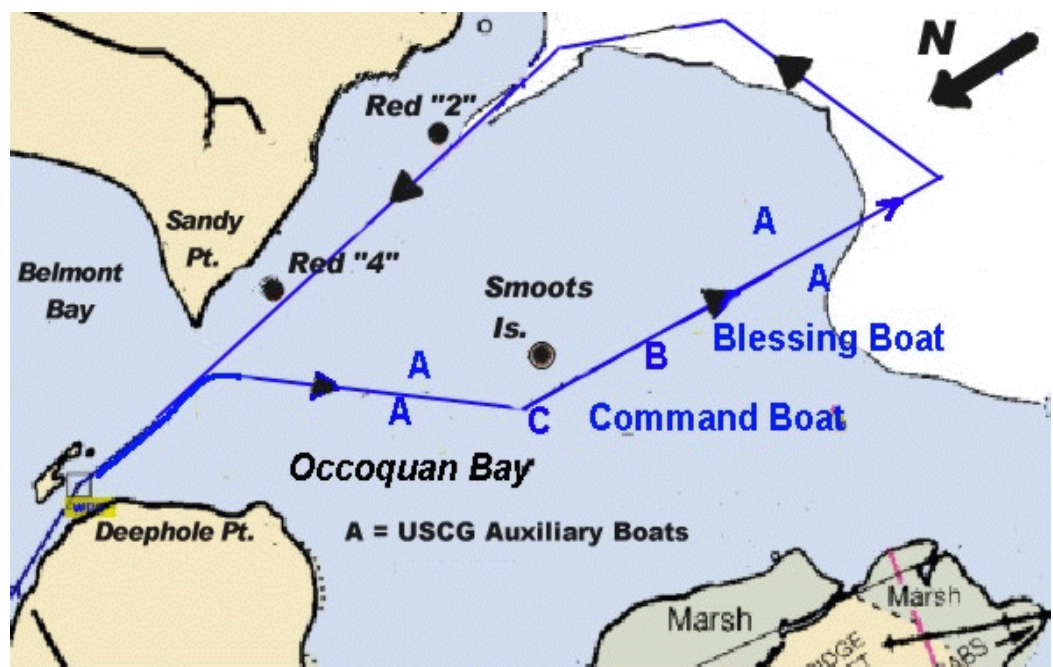 N
Red "2"
A
Sandy
Pt.
Red "4"
Belmont
Bay
Smoots
Is.
A
Blessing Boat
B
A
A
C
Command Boat
Occoquan Bay
Deephole Pt.
A = USCG Auxiliary Boats
Marsh
Marsh